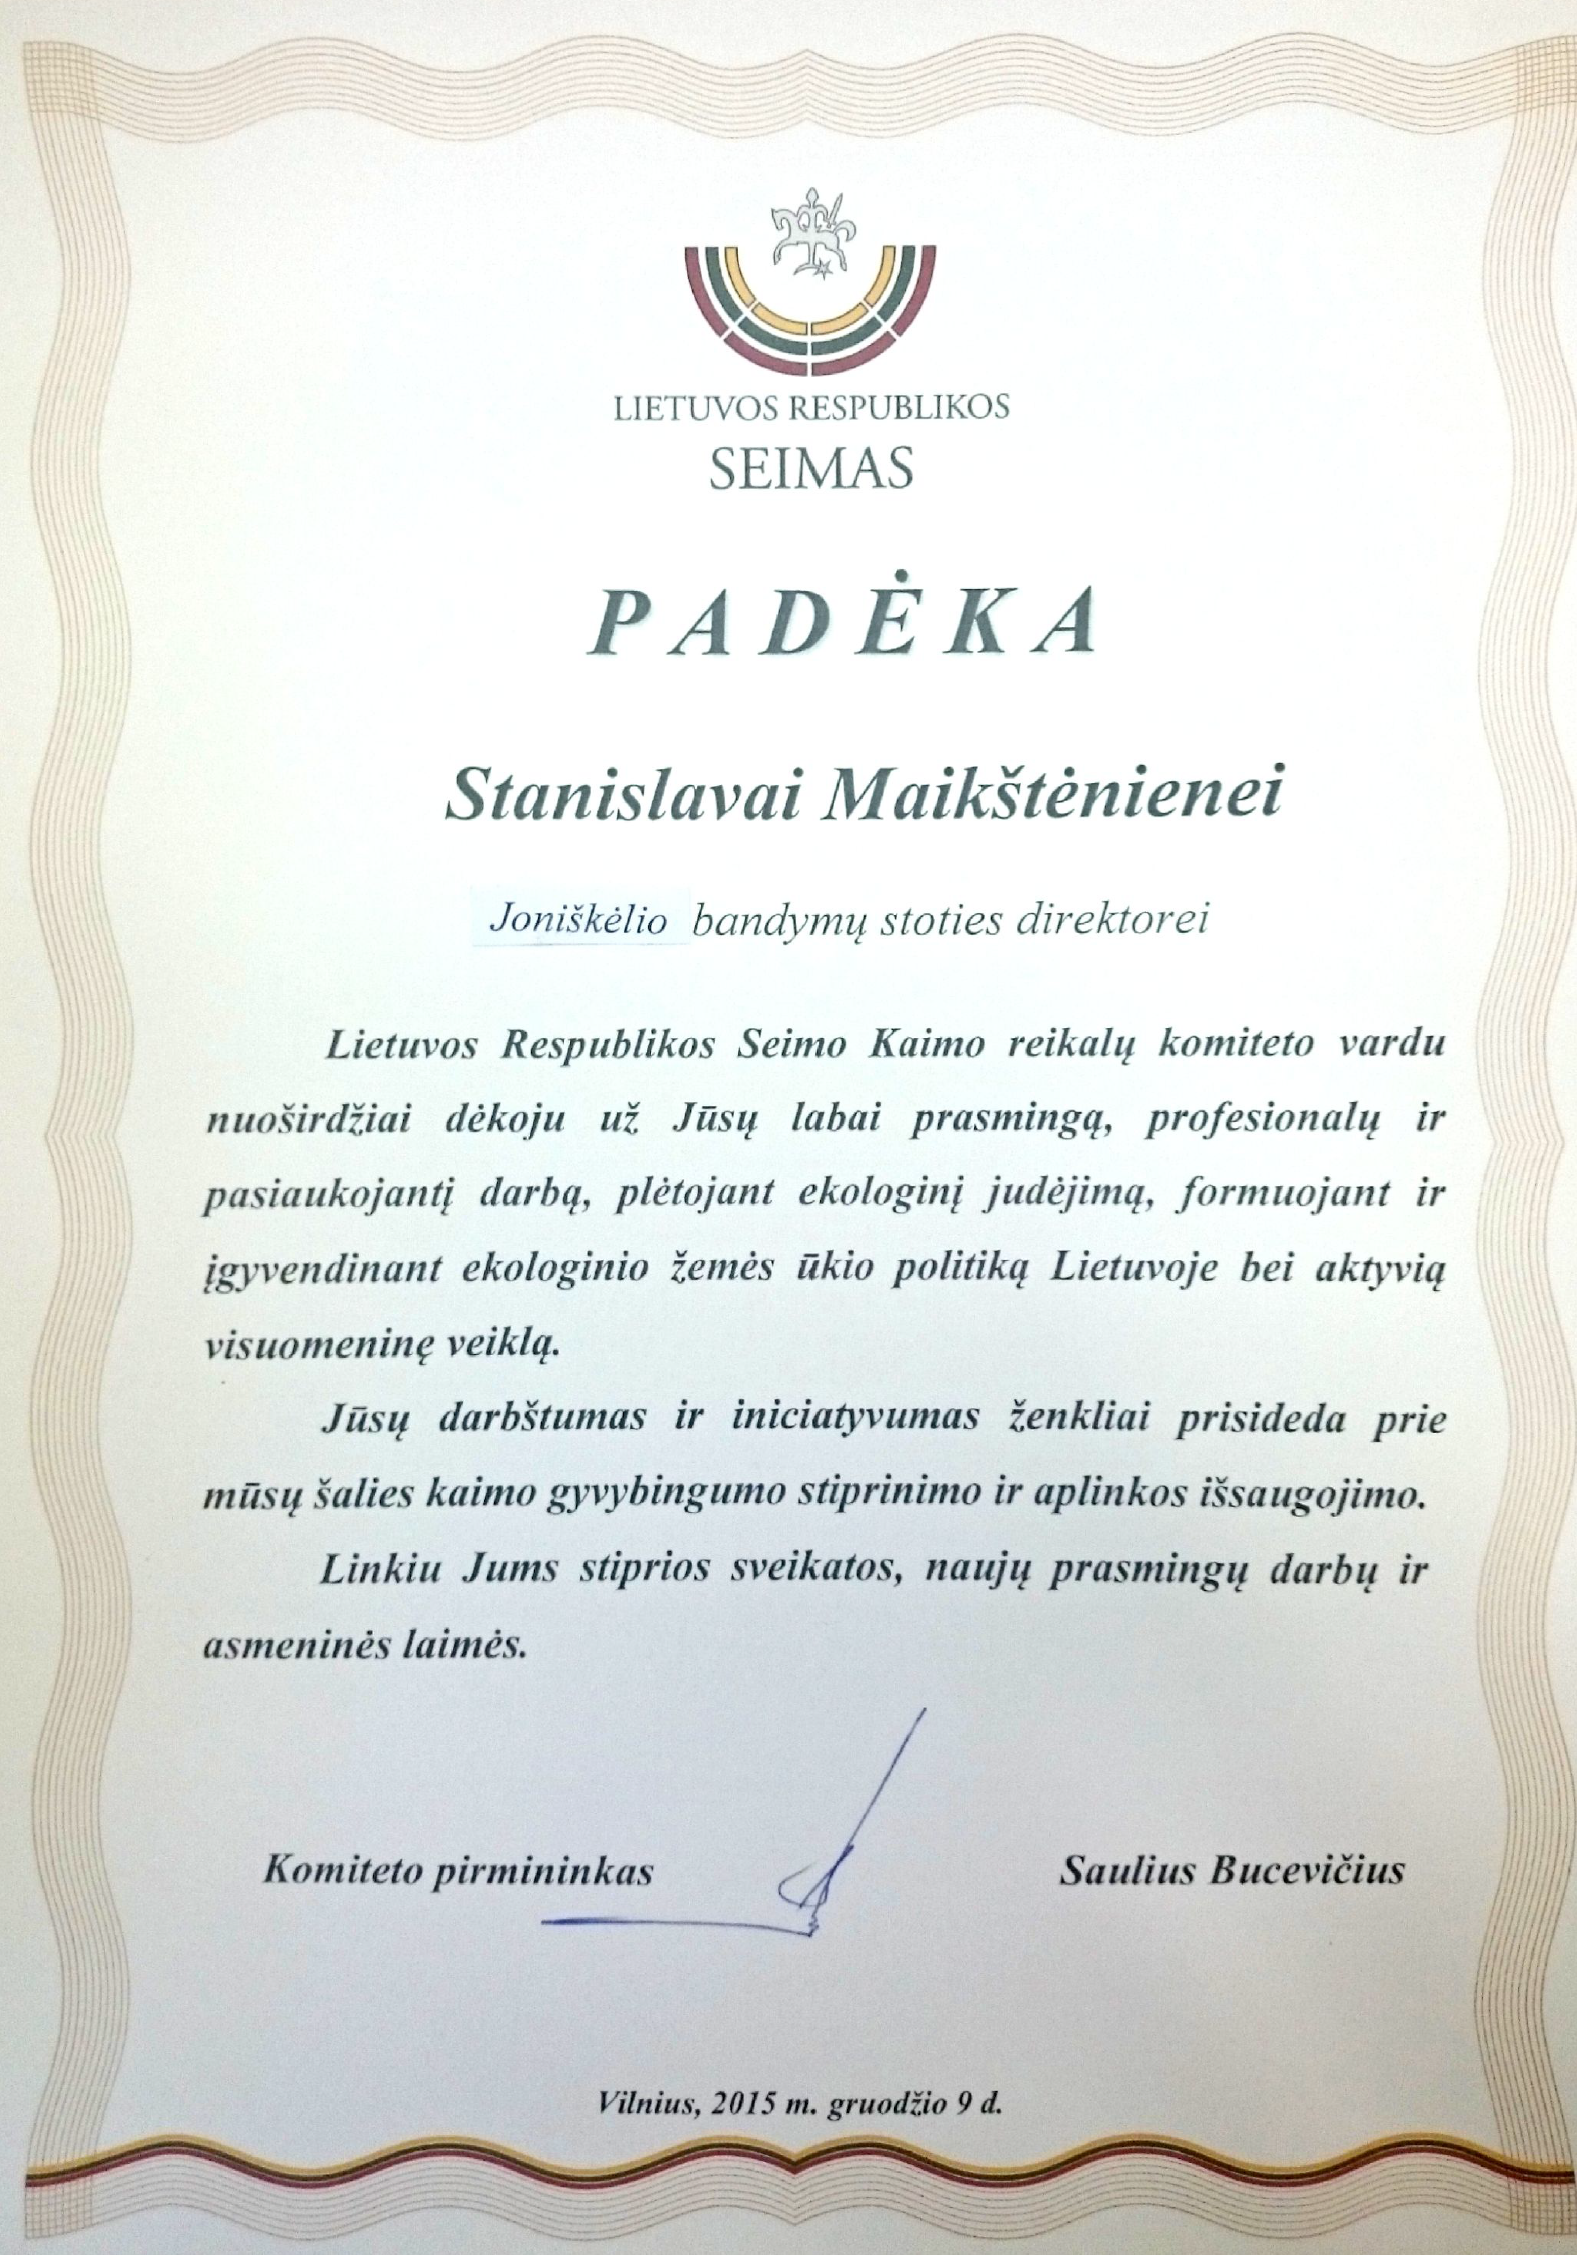 LIETUVOS RESPUBLIKOS
SEIMAS
PADĖKA
Stanislavai Maikštėnienei
Joniškėlio bandymų stoties direktorei
Lietuvos Respublikos Seimo Kaimo reikalų komiteto vardu
nuoširdžiai dėkoju už Jūsų labai prasmingą, profesionalų ir
pasiaukojantį darbą, plėtojant ekologinį judėjimą, formuojant ir
įgyvendinant ekologinio žemės ūkio politiką Lietuvoje bei aktyvią
visuomeninę veiklą.
Jūsų darbštumas ir iniciatyvumas ženkliai prisideda prie
mūsų šalies kaimo gyvybingumo stiprinimo ir aplinkos išsaugojimo.
Linkiu Jums stiprios sveikatos, naujų prasmingų darbų ir
asmeninės laimės.
Komiteto pirmininkas Saulius Bucevičius
Vilnius, 2015 m. gruodžio 9 d.